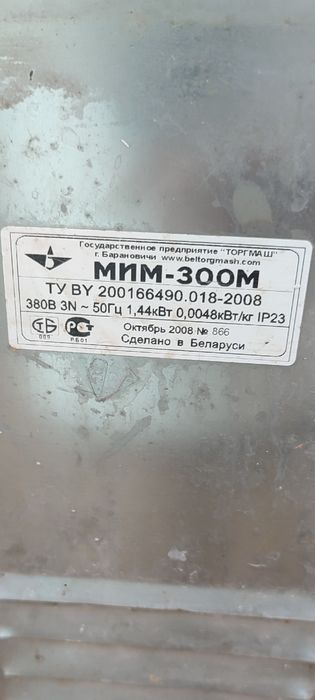 Государственное предприятие "ТОРГМАШ"
г. Барановичи www.beltorgmash.com
МИМ-300М
ТУ BY 200166490.018-2008
380В 3N ~ 50Гц 1,44кВт 0,0048кВт/кг IP23
Октябрь 2008 № 866
Сделано в Беларуси